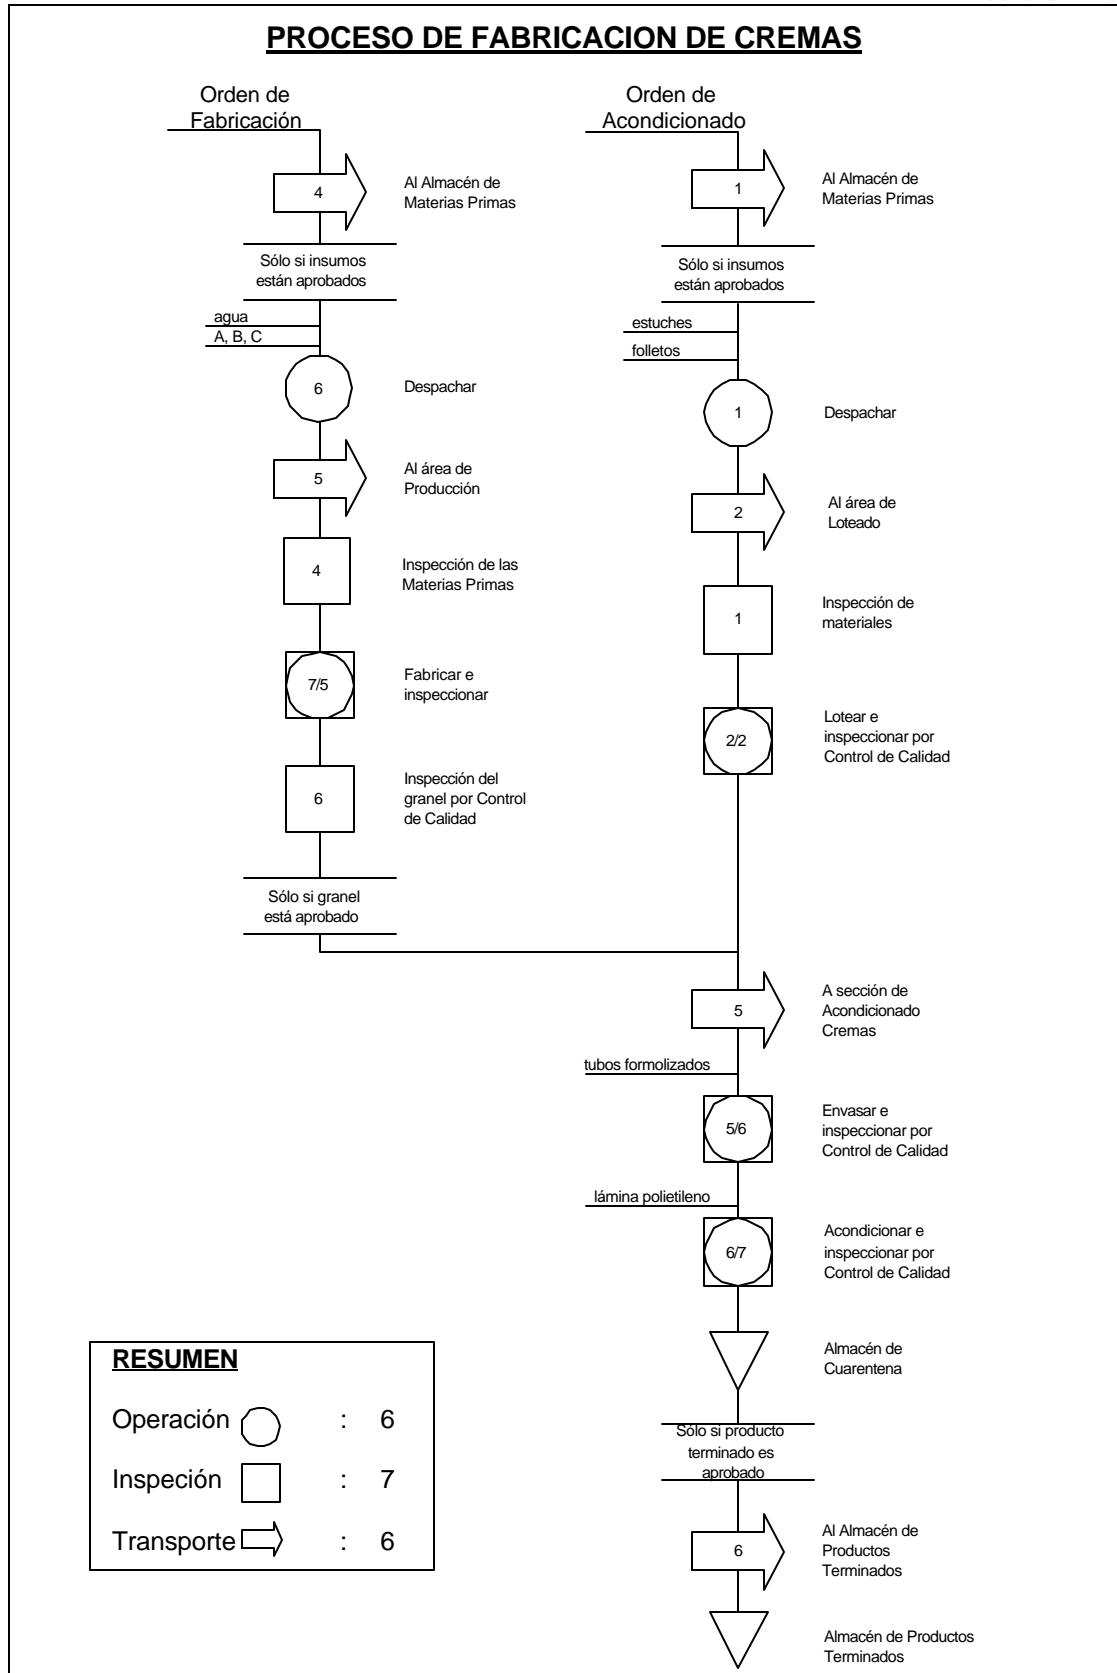 PROCESO DE FABRICACION DE CREMAS
Orden de
Fabricación
4
Al Almacén de
Materias Primas
Sólo si insumos
están aprobados
agua
A, B, C
6
Despachar
5
Al área de
Producción
4
Inspección de las
Materias Primas
7/5
Fabricar e
inspeccionar
6
Inspección del
granel por Control
de Calidad
Sólo si granel
está aprobado
Orden de
Acondicionado
1
Al Almacén de
Materias Primas
Sólo si insumos
están aprobados
estuches
folletos
1
Despachar
2
Al área de
Loteado
1
Inspección de
materiales
2/2
Lotear e
inspeccionar por
Control de Calidad
5
A sección de
Acondicionado
Cremas
tubos formolizados
5/6
Envasar e
inspeccionar por
Control de Calidad
lámina polietileno
6/7
Acondicionar e
inspeccionar por
Control de Calidad
Almacén de
Cuarentena
Sólo si producto
terminado es
aprobado
6
Al Almacén de
Productos
Terminados
Almacén de Productos
Terminados
RESUMEN
Operación : 6
Inspeción : 7
Transporte : 6